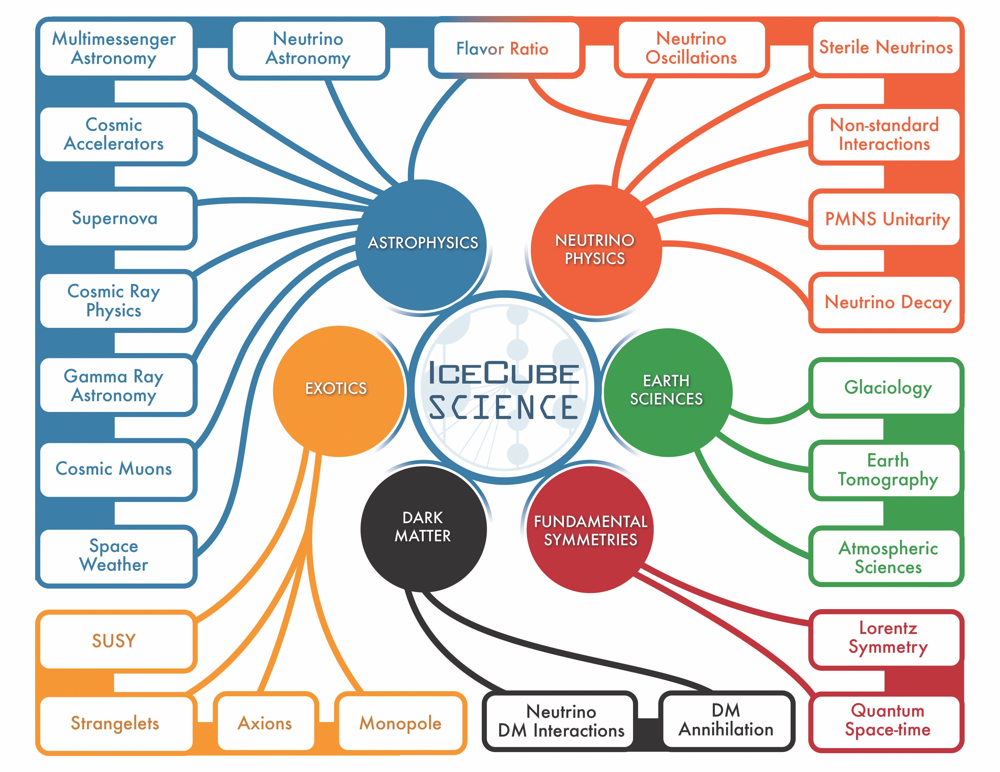 Multimessenger
Astronomy
Neutrino
Astronomy
Flavor Ratio
Neutrino
Oscillations
Sterile Neutrinos
Cosmic
Accelerators
Non-standard
Interactions
Supernova
PMNS Unitarity
ASTROPHYSICS
NEUTRINO
PHYSICS
Cosmic Ray
Physics
Neutrino Decay
Gamma Ray
Astronomy
EXOTICS
ICECUBE
SCIENCE
EARTH
SCIENCES
Glaciology
Cosmic Muons
Earth
Tomography
DARK
MATTER
FUNDAMENTAL
SYMMETRIES
Space
Weather
Atmospheric
Sciences
SUSY
Lorentz
Symmetry
Strangelets
Axions
Monopole
Neutrino
DM Interactions
DM
Annihilation
Quantum
Space-time